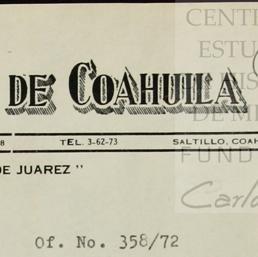 DE COAHUILA
8 TEL. 3-62-73 SALTILLO, COAH
DE JUAREZ "
Of. No. 358/72
CENT
ESTU
DE M
FUND
Carlo